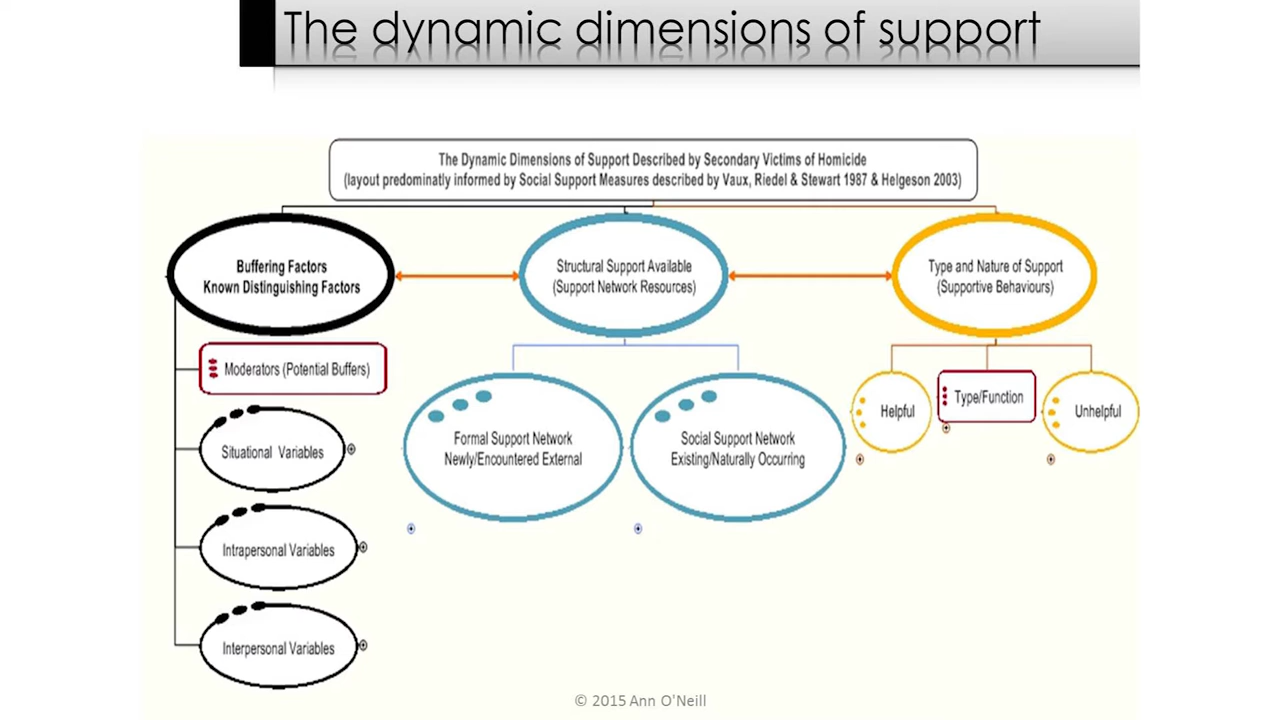 The dynamic dimensions of support
The Dynamic Dimensions of Support Described by Secondary Victims of Homicide
(layout predominatly informed by Social Support Measures described by Vaux, Riedel & Stewart 1987 & Helgeson 2003)
Buffering Factors
Known Distinguishing Factors
Structural Support Available
(Support Network Resources)
Type and Nature of Support
(Supportive Behaviours)
Moderators (Potential Buffers)
Situational Variables
Intrapersonal Variables
Interpersonal Variables
Formal Support Network
Newly/Encountered External
Social Support Network
Existing/Naturally Occurring
Helpful
Type/Function
Unhelpful
© 2015 Ann O'Neill